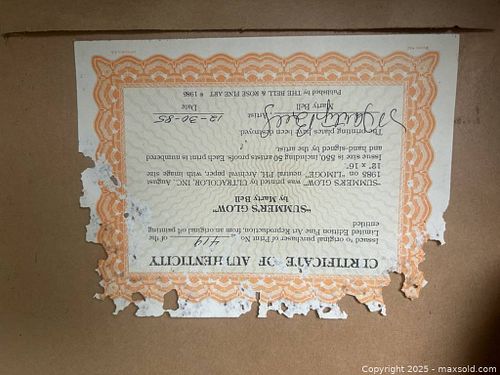 CERTIFICATE OF AUTHENTICITY
Issued to original purchaser of Print No. 419 of the
Limited Edition Fine Art Reproduction, from an original oil painting
entitled
"SUMMER'S GLOW"
by Marty Bell
"SUMMER'S GLOW" was printed by ULTRACOLOR, INC. August
1985 on "LIMOGE" neutral PH. Archival paper, with image size
12" x 16"
Issue size is 550 including 50 artists proofs, each print is numbered
and hand-signed by the artist.
The printing plates have been destroyed
Marty Bell 12-30-85
Artist Date
Marty Bell
Published by THE BELL & ROSE FINE ART © 1985
Copyright © 2025 - maxsold.com